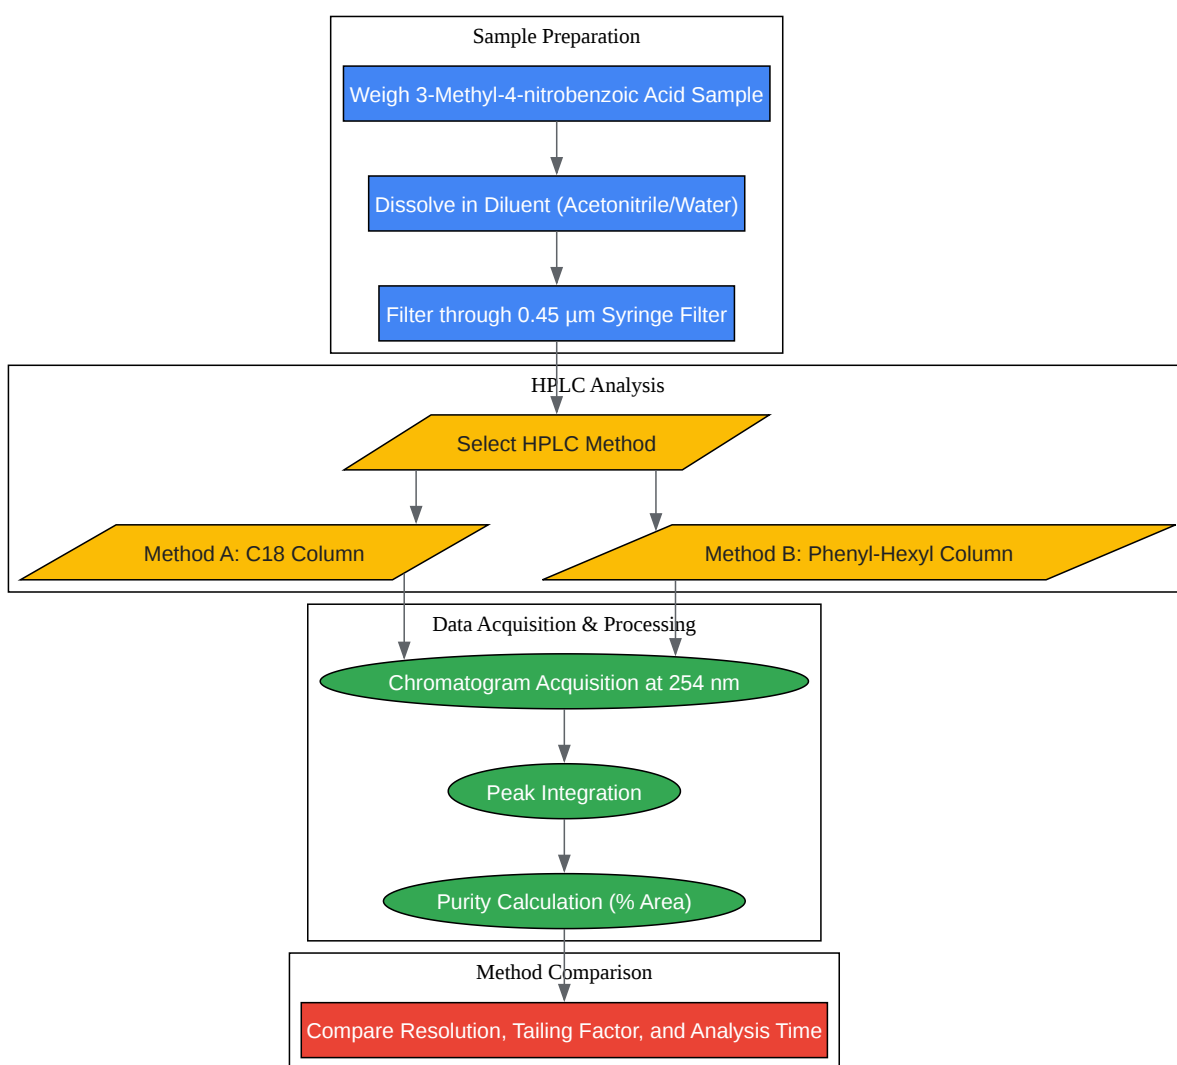 Sample Preparation
Weigh 3-Methyl-4-nitrobenzoic Acid Sample
Dissolve in Diluent (Acetonitrile/Water)
Filter through 0.45 µm Syringe Filter
HPLC Analysis
Select HPLC Method
Method A: C18 Column
Method B: Phenyl-Hexyl Column
Data Acquisition & Processing
Chromatogram Acquisition at 254 nm
Peak Integration
Purity Calculation (% Area)
Method Comparison
Compare Resolution, Tailing Factor, and Analysis Time